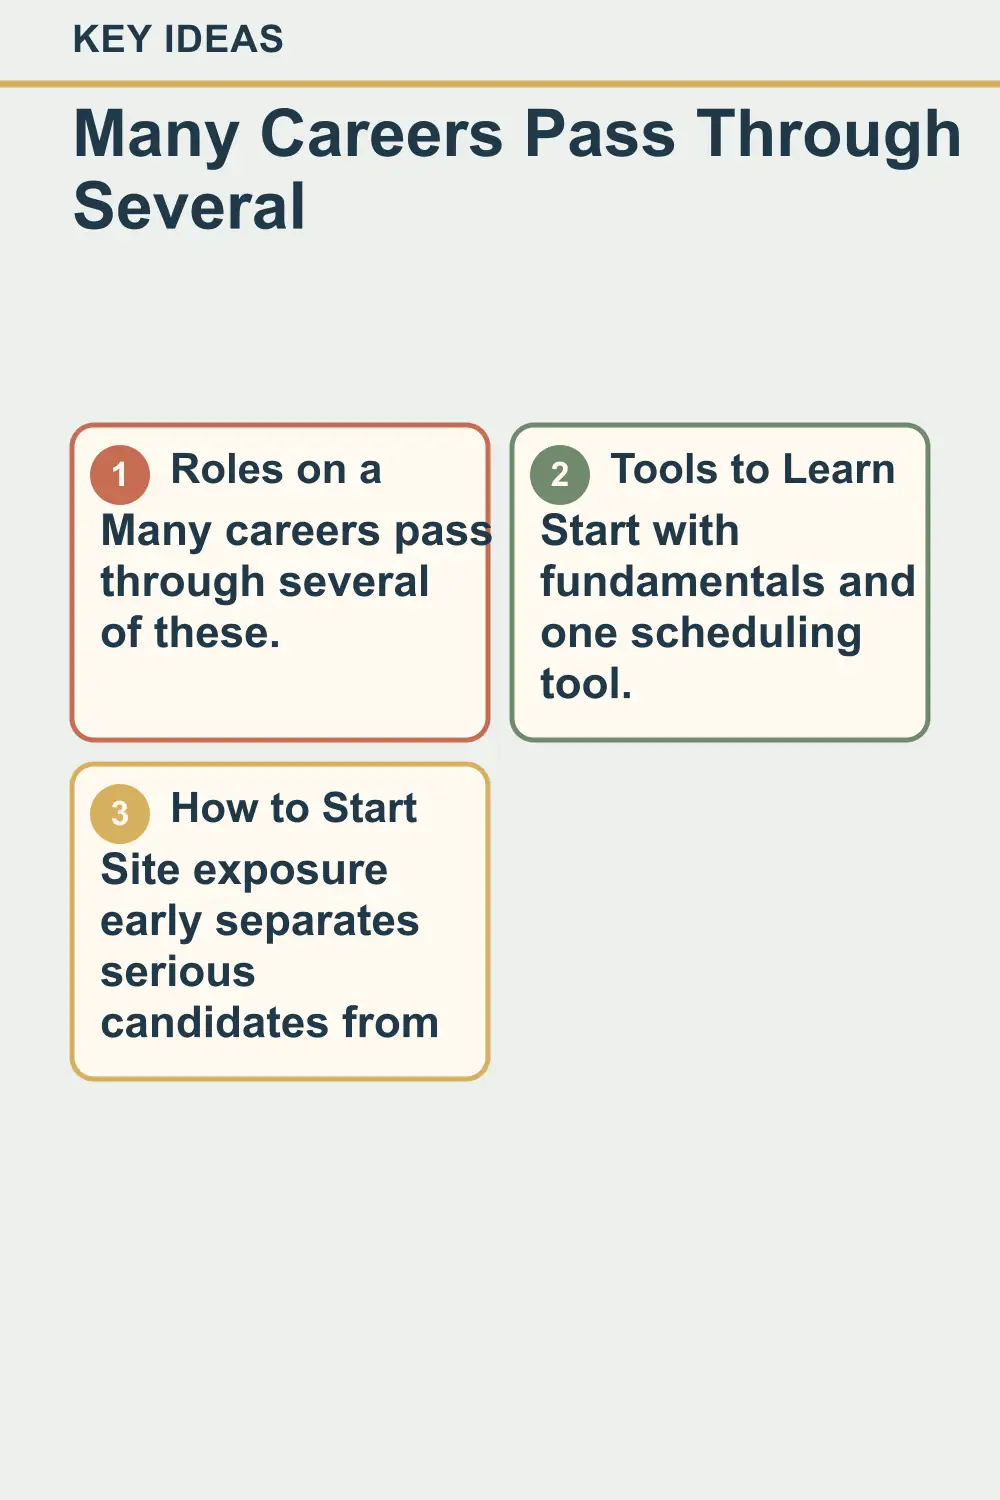 KEY IDEAS
Many Careers Pass Through
Several
1 Roles on a
Many careers pass
through several
of these.
2 Tools to Learn
Start with
fundamentals and
one scheduling
tool.
3 How to Start
Site exposure
early separates
serious
candidates from